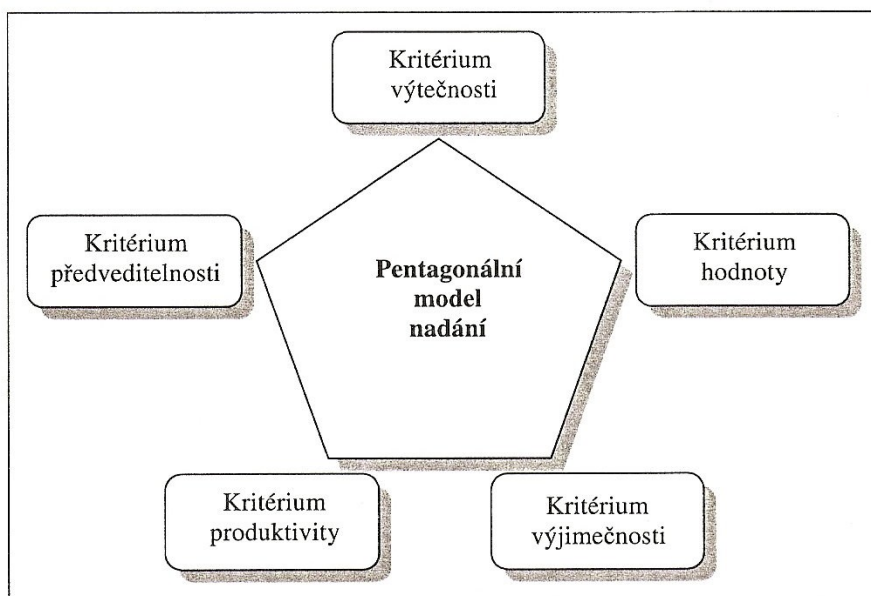 Kritérium
výtečnosti
Kritérium
předveditelnosti
Pentagonální
model
nadání
Kritérium
hodnoty
Kritérium
produktivity
Kritérium
výjimečnosti